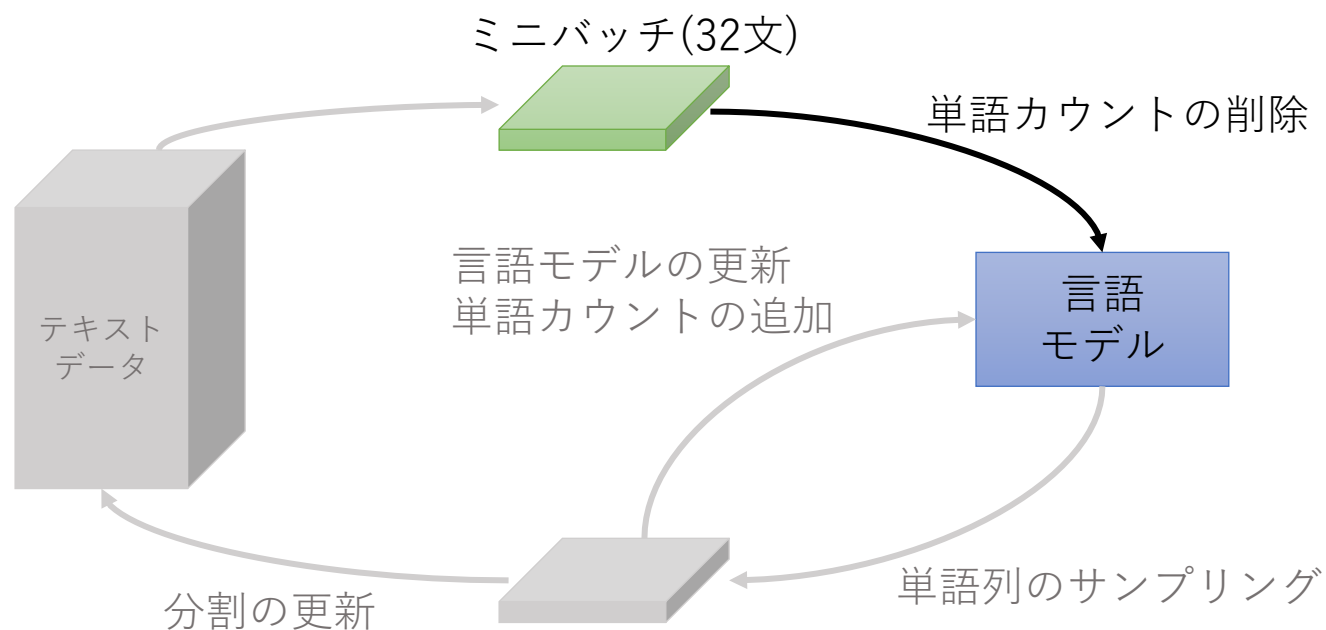 ミニバッチ(32文)
単語カウントの削除
言語モデルの更新
単語カウントの追加
言語
モデル
テキスト
データ
単語列のサンプリング
分割の更新